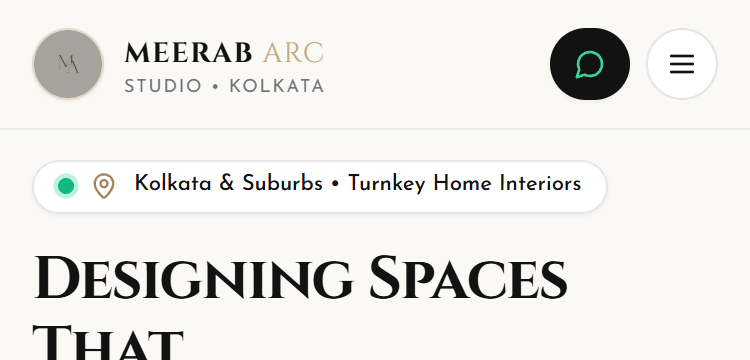 MEERAB ARC
STUDIO • KOLKATA
Kolkata & Suburbs • Turnkey Home Interiors
DESIGNING SPACES
THAT